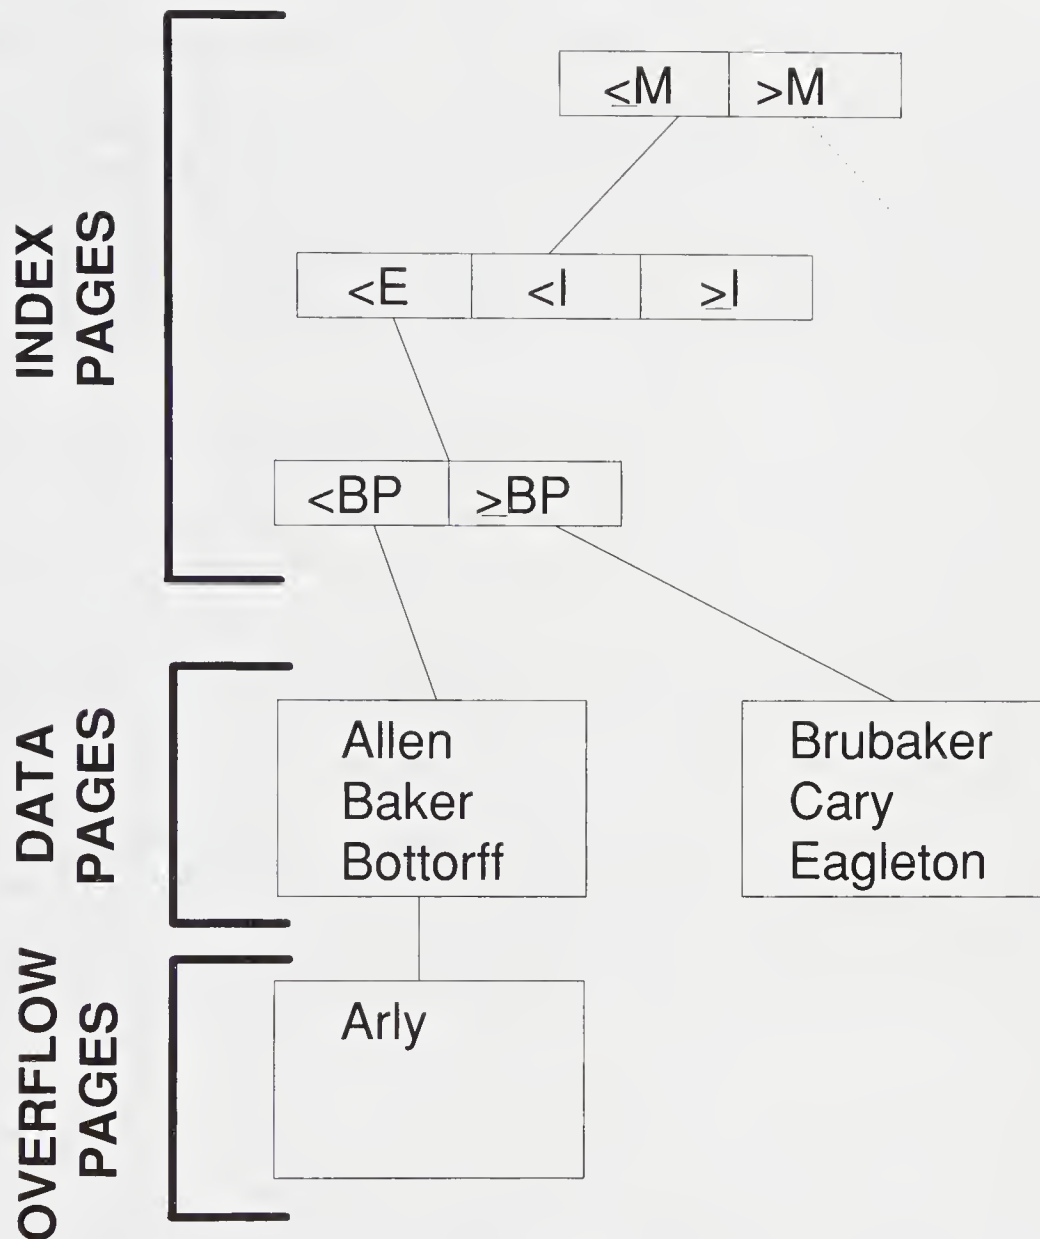 INDEX
PAGES
≤M >M
<E <I ≥I
<BP ≥BP
DATA
PAGES
Allen
Baker
Bottorff
Brubaker
Cary
Eagleton
OVERFLOW
PAGES
Arly